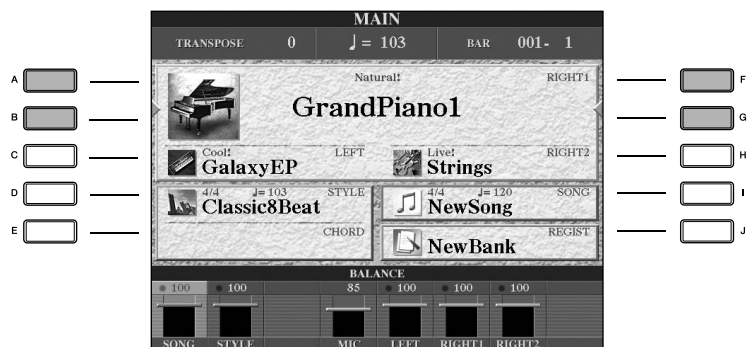 MAIN
TRANSPOSE 0 ♩= 103 BAR 001- 1
A Natural! RIGHT1 F
B GrandPiano1 G
Cool! LEFT Live! RIGHT2
C GalaxyEP Strings H
4/4 ♩= 103 STYLE 4/4 ♩= 120 SONG
D Classic8Beat NewSong I
E CHORD REGIST J
NewBank
BALANCE
100 100 85 100 100 100
SONG STYLE MIC LEFT RIGHT1 RIGHT2